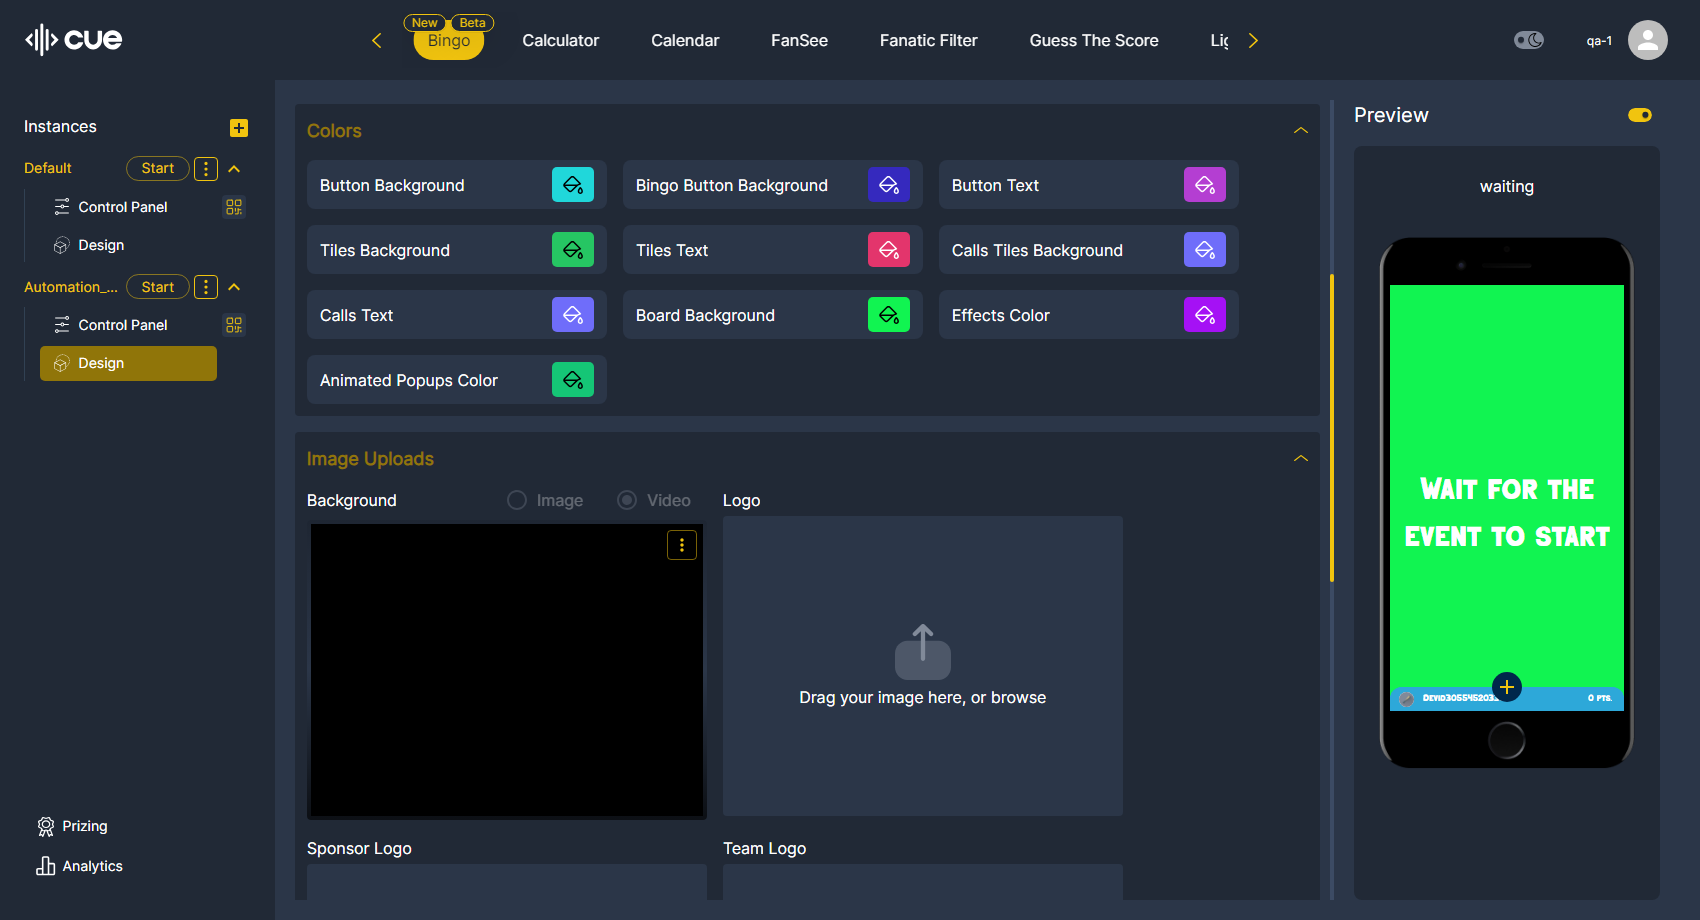 cue
New Beta
Bingo
Calculator
Calendar
FanSee
Fanatic Filter
Guess The Score
qa-1
Instances
Default
Start
Control Panel
Design
Automation_...
Start
Control Panel
Design
Prizing
Analytics
Colors
Button Background
Bingo Button Background
Button Text
Tiles Background
Tiles Text
Calls Tiles Background
Calls Text
Board Background
Effects Color
Animated Popups Color
Image Uploads
Background
Image
Video
Logo
Drag your image here, or browse
Sponsor Logo
Team Logo
Preview
waiting
Wait for the
event to start
0 pts.